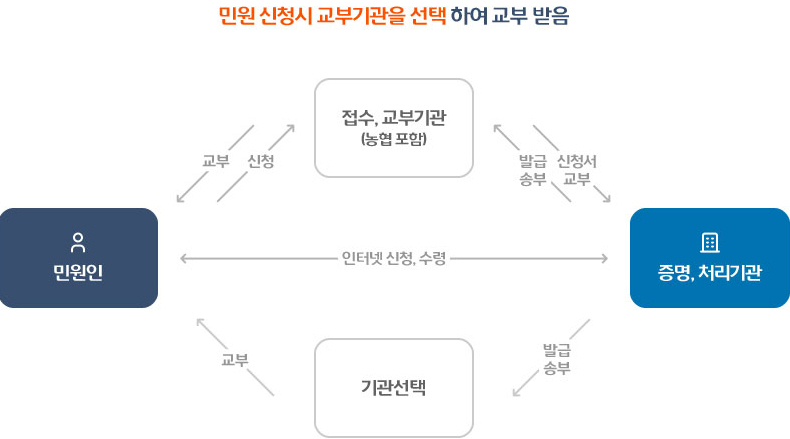 민원 신청시 교부기관을 선택 하여 교부 받음
접수, 교부기관
(농협 포함)
교부
신청
발급
송부
신청서
교부
민원인
인터넷 신청, 수령
증명, 처리기관
교부
기관선택
발급
송부